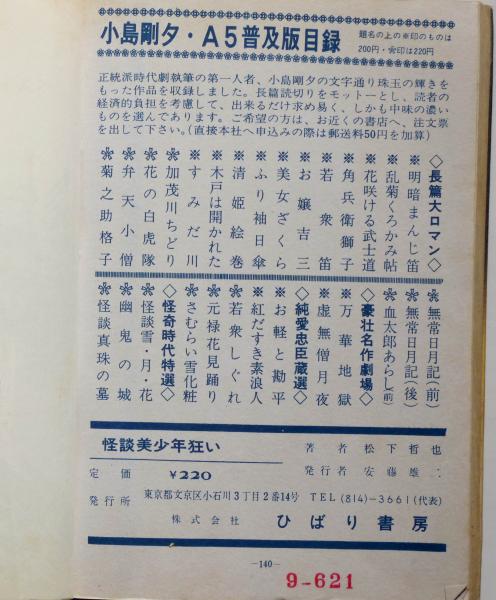 小島剛夕・A5普及版目録
題名の上の※印のものは
200円・❀印は220円
正統派時代劇執筆の第一人者、小島剛夕の文字通り珠玉の輝きを
もった作品を収録しました。長篇読切りをモットーとし、読者の
経済的負担を考慮して、出来るだけ求め易く、しかも中味の濃い
ものを選んであります。ご希望の方は、お近くの書店へ、注文票
を出して下さい。(直接本社へ申込みの際は郵送料50円を加算)
◇長篇大ロマン◇
※明暗まんじ笛
※乱菊くろかみ帖
※花咲ける武士道
※角兵衛獅子
※若衆笛
※お嬢吉三
※美女ざくら
※ふり袖日傘
※清姫絵巻
※木戸は開かれた
※すみだ川
❀加茂川ちどり
❀花の白虎隊
❀弁天小僧
❀菊之助格子
❀無常日月記(前)
❀無常日月記(後)
❀血太郎あらし(前)
◇豪壮名作劇場◇
※万華地獄
※虚無僧月夜
◇純愛忠臣蔵選◇
※お軽と勘平
※紅だすき素浪人
※若衆しぐれ
※元禄花見踊り
❀さむらい雪化粧
◇怪奇時代特選◇
❀怪談雪・月・花
❀幽鬼の城
❀怪談真珠の墓
怪談美少年狂い
著者 松下哲也
定価 ¥220
発行者 安藤雄二
発行所 東京都文京区小石川3丁目2番14号 TEL(814)-3661(代表)
株式会社 ひばり書房
—140—
9-621